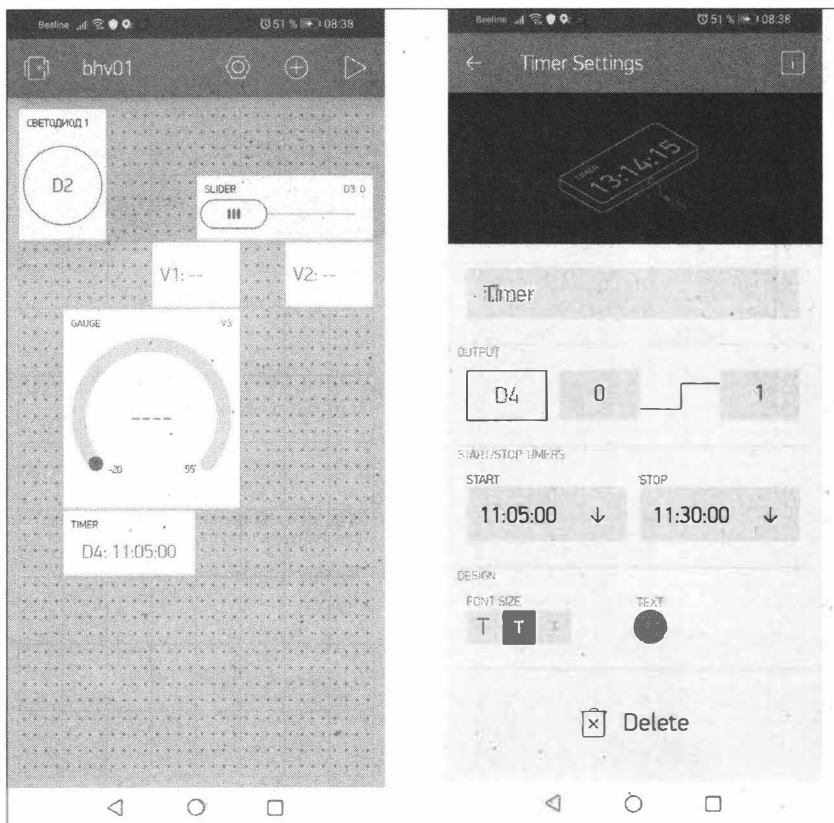 Beeline 51 % 08:38
bhv01
СВЕТОДИОД 1
D2
SLIDER D3 0
V1: --
V2: --
GAUGE V3
----
-20 55
TIMER
D4: 11:05:00
Beeline 51 % 08:38
Timer Settings
TIMER
13:14:15
Timer
OUTPUT
D4 0 1
START/STOP TIMERS
START STOP
11:05:00 11:30:00
DESIGN
FONT SIZE TEXT
T T T
Delete